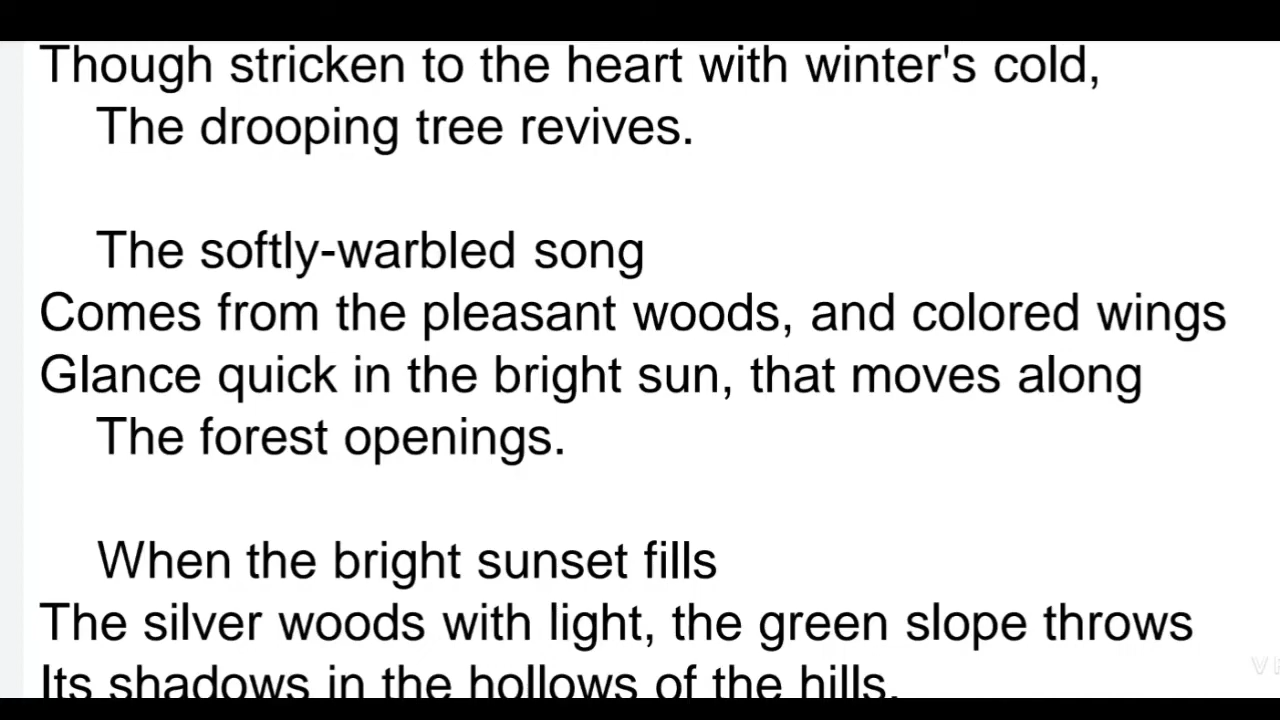 Though stricken to the heart with winter's cold,
The drooping tree revives.
The softly-warbled song
Comes from the pleasant woods, and colored wings
Glance quick in the bright sun, that moves along
The forest openings.
When the bright sunset fills
The silver woods with light, the green slope throws
Its shadows in the hollows of the hills,